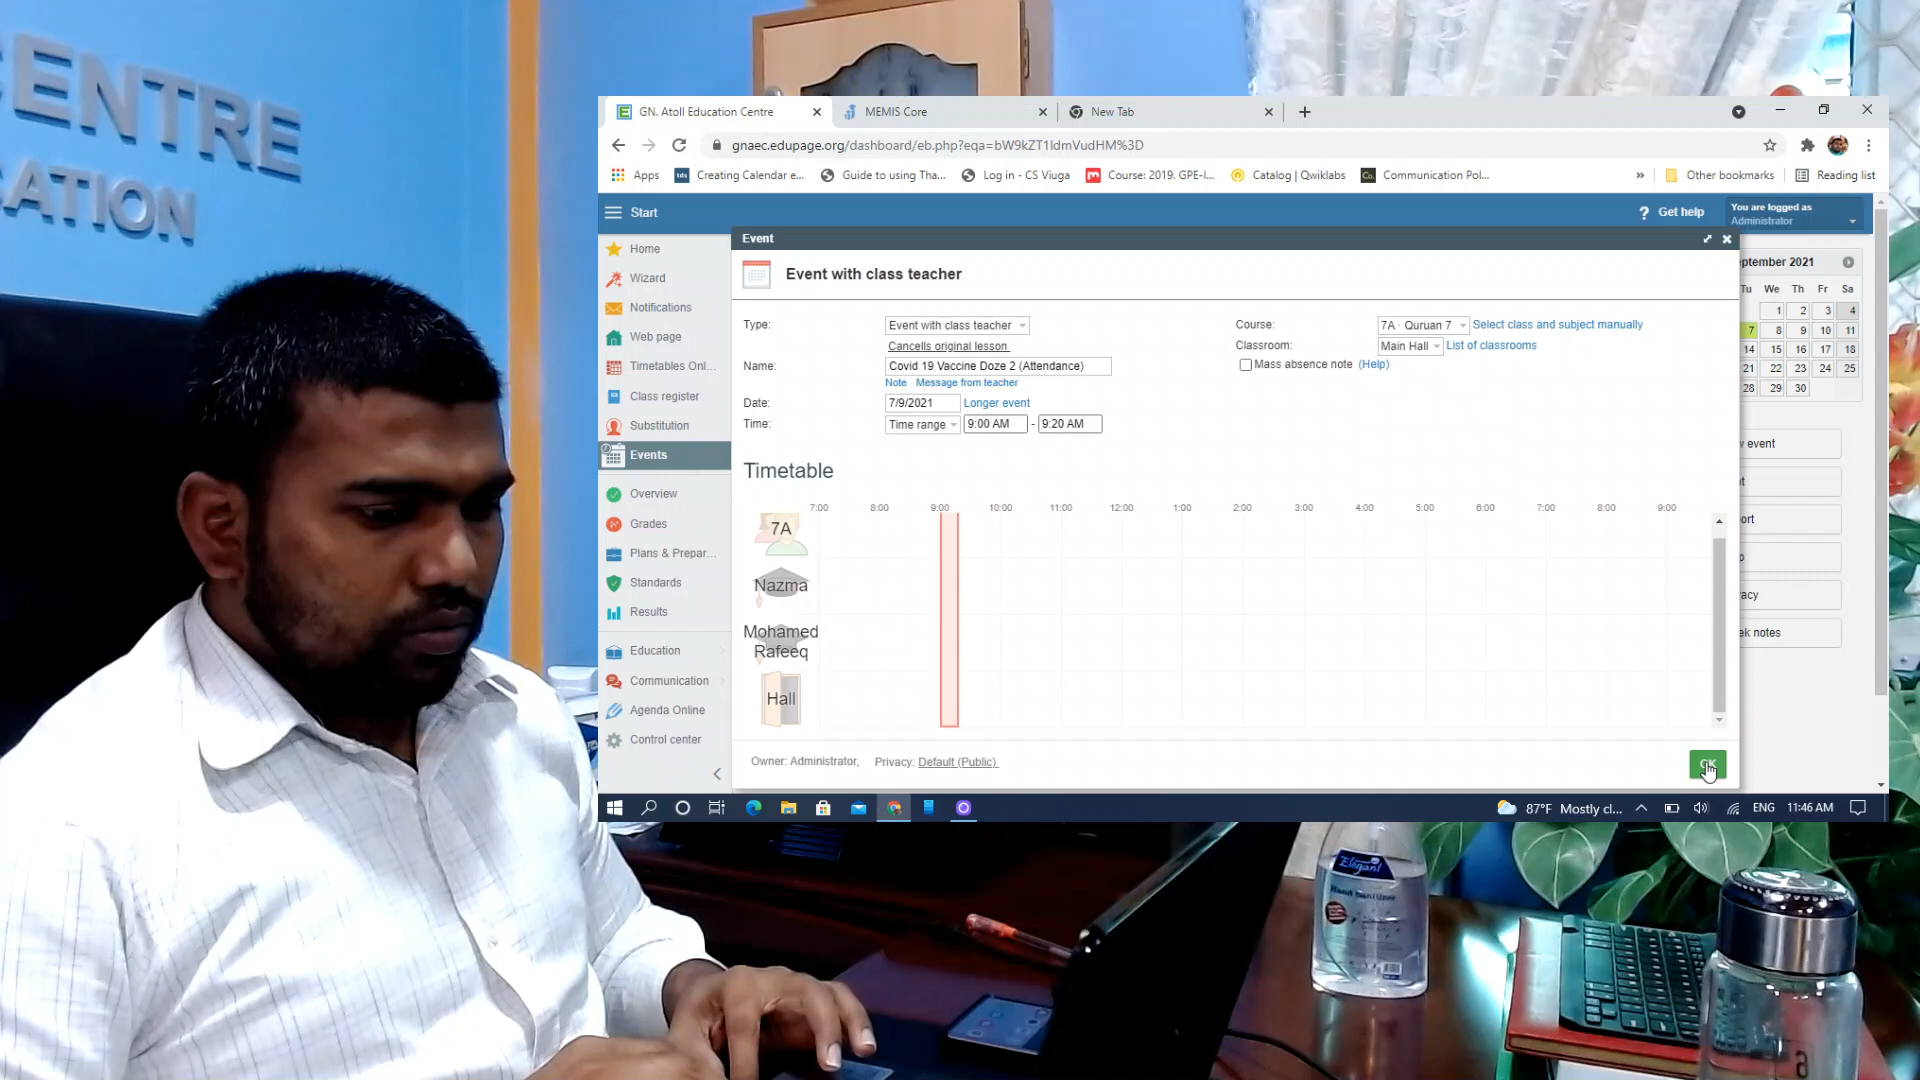 CENTRE
CATION
GN. Atoll Education Centre
MEMIS Core
New Tab
gnaec.edupage.org/dashboard/eb.php?eqa=bW9kZT1ldmVudHM%3D
Apps
Creating Calendar e...
Guide to using Tha...
Log in - CS Viuga
Course: 2019. GPE-I...
Catalog | Qwiklabs
Communication Pol...
»
Other bookmarks
Reading list
Start
? Get help
You are logged as
Administrator
Home
Wizard
Notifications
Web page
Timetables Onl...
Class register
Substitution
Events
Overview
Grades
Plans & Prepar...
Standards
Results
Education
Communication
Agenda Online
Control center
Event
Event with class teacher
Type: Event with class teacher
Cancells original lesson
Name: Covid 19 Vaccine Doze 2 (Attendance)
Note Message from teacher
Date: 7/9/2021 Longer event
Time: Time range 9:00 AM - 9:20 AM
Course: 7A · Quruan 7 Select class and subject manually
Classroom: Main Hall List of classrooms
Mass absence note (Help)
Timetable
7:00 8:00 9:00 10:00 11:00 12:00 1:00 2:00 3:00 4:00 5:00 6:00 7:00 8:00 9:00
7A
Nazma
Mohamed
Rafeeq
Hall
Owner: Administrator, Privacy: Default (Public)
OK
eptember 2021
Tu We Th Fr Sa
1 2 3 4
7 8 9 10 11
14 15 16 17 18
21 22 23 24 25
28 29 30
v event
nt
ort
p
acy
ek notes
87°F Mostly cl...
ENG 11:46 AM
Elegant
Hand Sanitizer